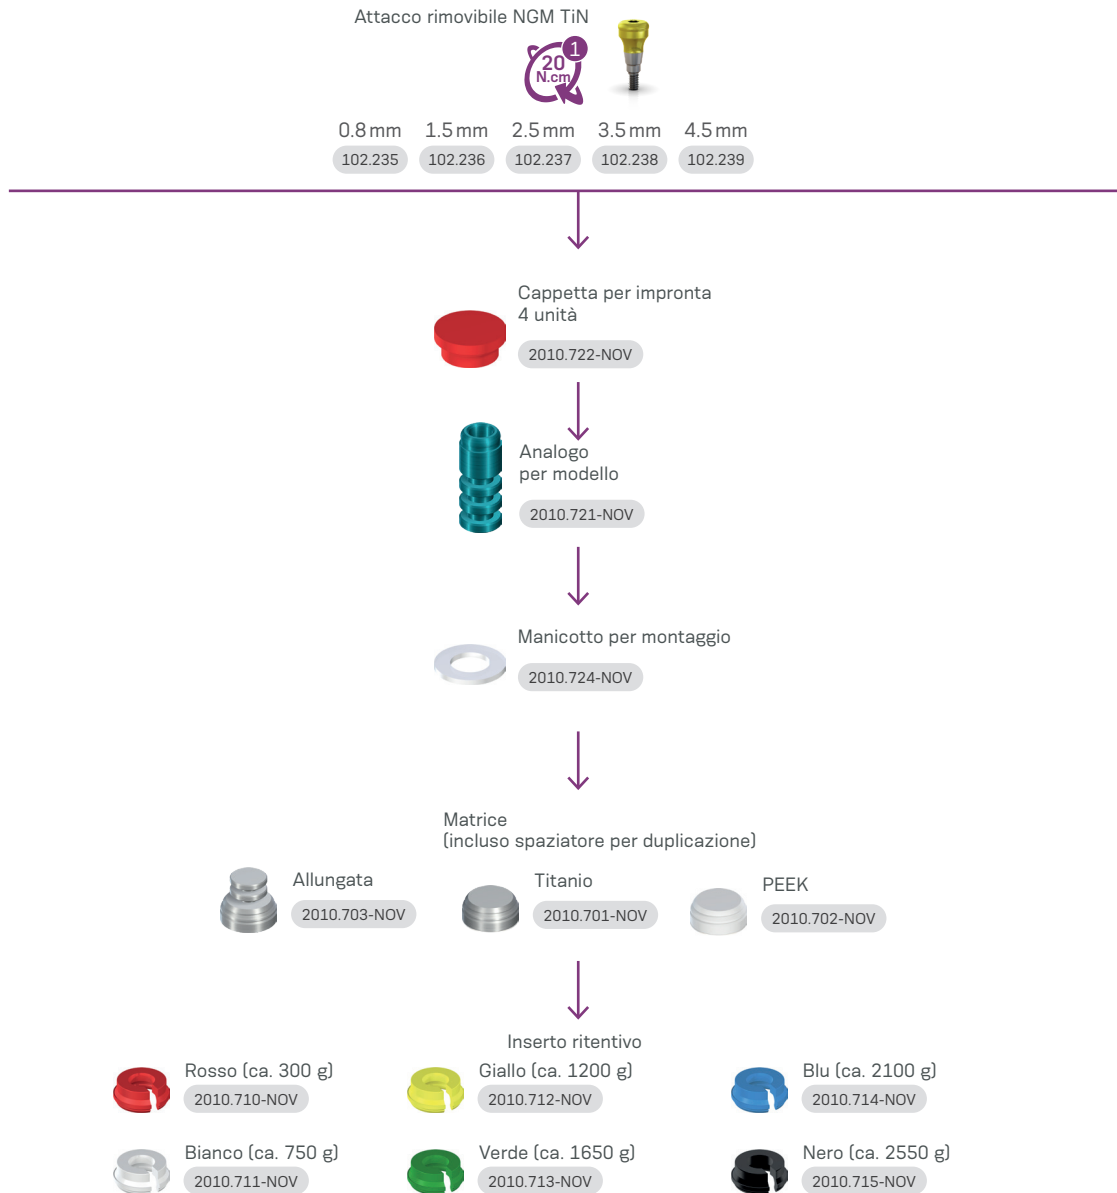 Attacco rimovibile NGM TiN
1
20
N.cm
0.8 mm 1.5 mm 2.5 mm 3.5 mm 4.5 mm
102.235 102.236 102.237 102.238 102.239
Cappetta per impronta
4 unità
2010.722-NOV
Analogo
per modello
2010.721-NOV
Manicotto per montaggio
2010.724-NOV
Matrice
(incluso spaziatore per duplicazione)
Allungata Titanio PEEK
2010.703-NOV 2010.701-NOV 2010.702-NOV
Inserto ritentivo
Rosso (ca. 300 g) Giallo (ca. 1200 g) Blu (ca. 2100 g)
2010.710-NOV 2010.712-NOV 2010.714-NOV
Bianco (ca. 750 g) Verde (ca. 1650 g) Nero (ca. 2550 g)
2010.711-NOV 2010.713-NOV 2010.715-NOV